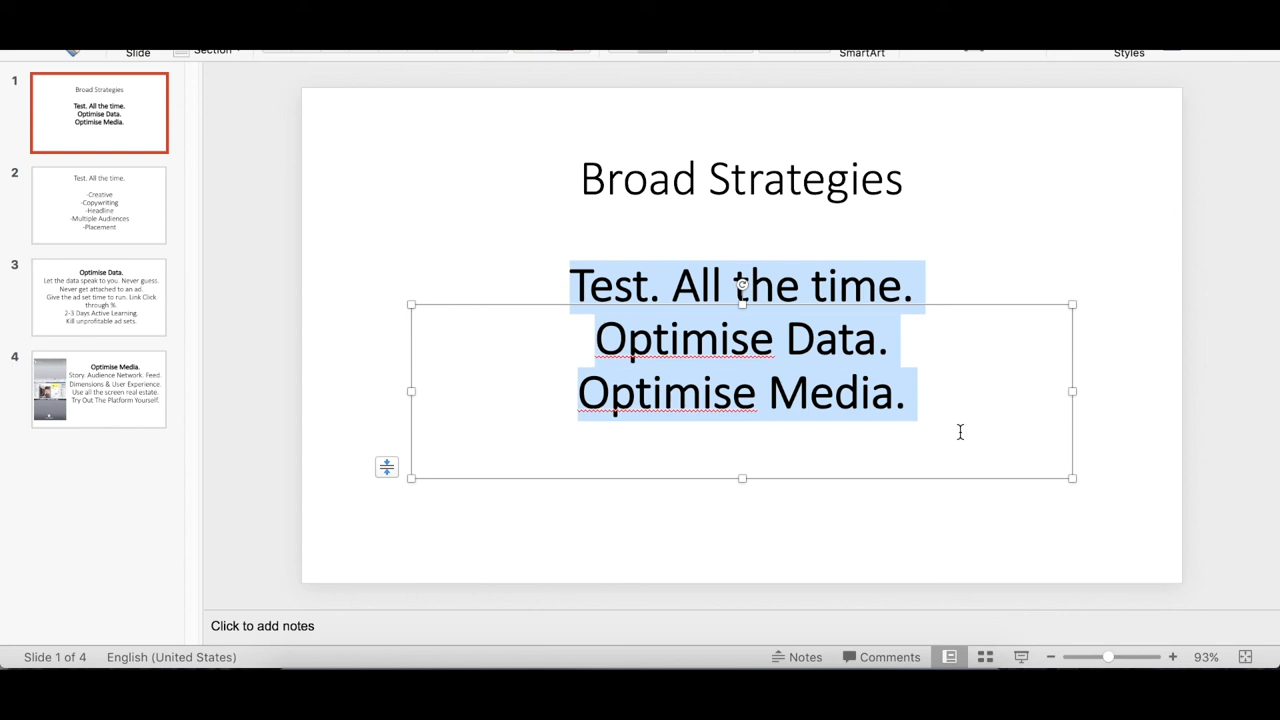 Slide
Section
SmartArt
Styles
1
Broad Strategies
Test. All the time.
Optimise Data.
Optimise Media.
2
Test. All the time.
-Creative
-Copywriting
-Headline
-Multiple Audiences
-Placement
3
Optimise Data.
Let the data speak to you. Never guess.
Never get attached to an ad.
Give the ad set time to run. Link Click
through %.
2-3 Days Active Learning.
Kill unprofitable ad sets.
4
Optimise Media.
Story. Audience Network. Feed.
Dimensions & User Experience.
Use all the screen real estate.
Try Out The Platform Yourself.
Broad Strategies
Test. All the time.
Optimise Data.
Optimise Media.
Click to add notes
Slide 1 of 4
English (United States)
Notes
Comments
93%